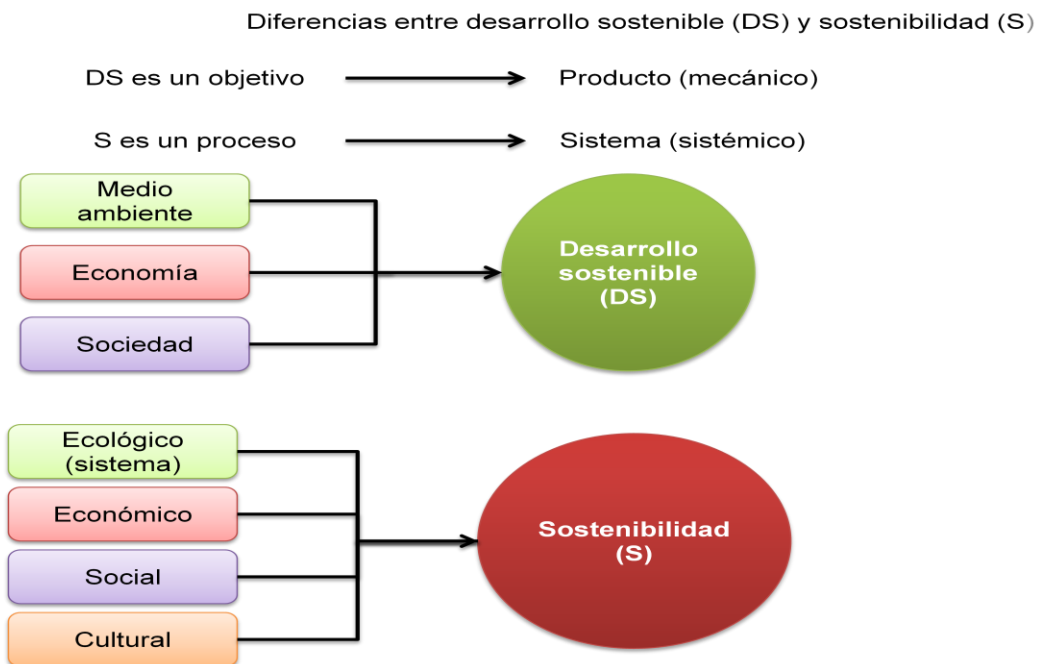 Diferencias entre desarrollo sostenible (DS) y sostenibilidad (S)
DS es un objetivo
Producto (mecánico)
S es un proceso
Sistema (sistémico)
Medio
ambiente
Economía
Sociedad
Desarrollo
sostenible
(DS)
Ecológico
(sistema)
Económico
Social
Cultural
Sostenibilidad
(S)